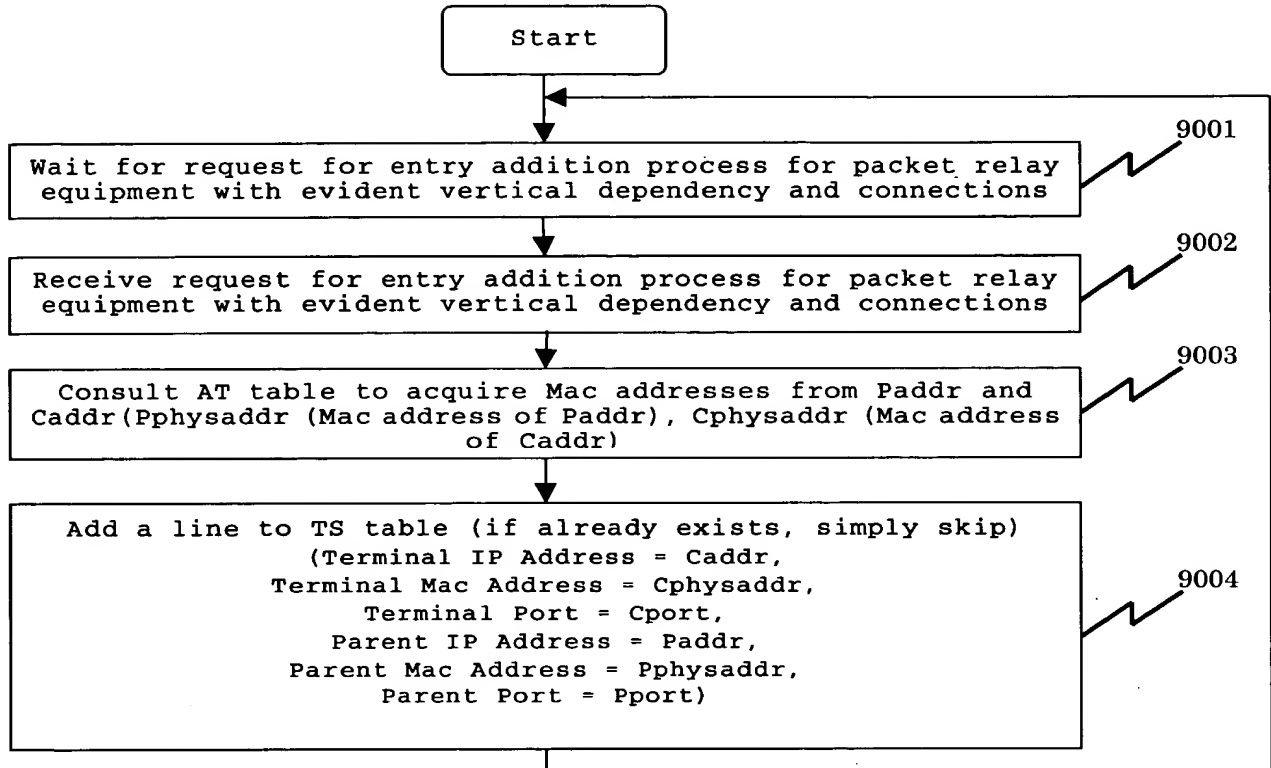 Start
9001
Wait for request for entry addition process for packet relay
equipment with evident vertical dependency and connections
9002
Receive request for entry addition process for packet relay
equipment with evident vertical dependency and connections
9003
Consult AT table to acquire Mac addresses from Paddr and
Caddr(Pphysaddr (Mac address of Paddr), Cphysaddr (Mac address
of Caddr)
Add a line to TS table (if already exists, simply skip)
(Terminal IP Address = Caddr,
Terminal Mac Address = Cphysaddr,
9004
Terminal Port = Cport,
Parent IP Address = Paddr,
Parent Mac Address = Pphysaddr,
Parent Port = Pport)